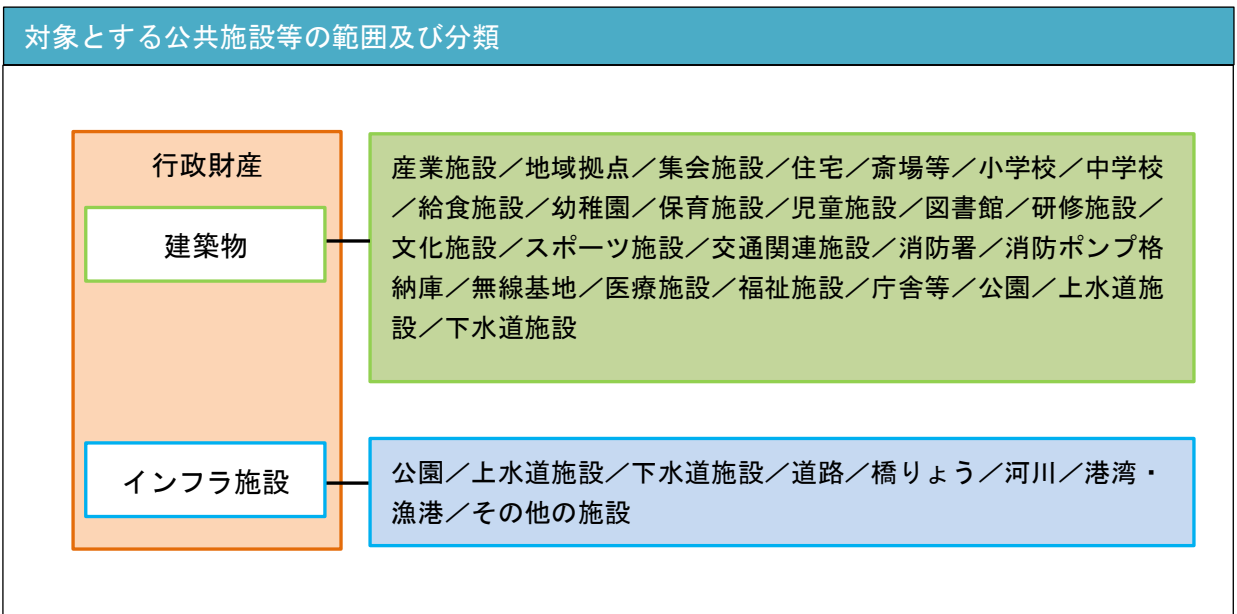 対象とする公共施設等の範囲及び分類
行政財産
建築物
産業施設／地域拠点／集会施設／住宅／斎場等／小学校／中学校
／給食施設／幼稚園／保育施設／児童施設／図書館／研修施設／
文化施設／スポーツ施設／交通関連施設／消防署／消防ポンプ格
納庫／無線基地／医療施設／福祉施設／庁舎等／公園／上水道施
設／下水道施設
インフラ施設
公園／上水道施設／下水道施設／道路／橋りょう／河川／港湾・
漁港／その他の施設